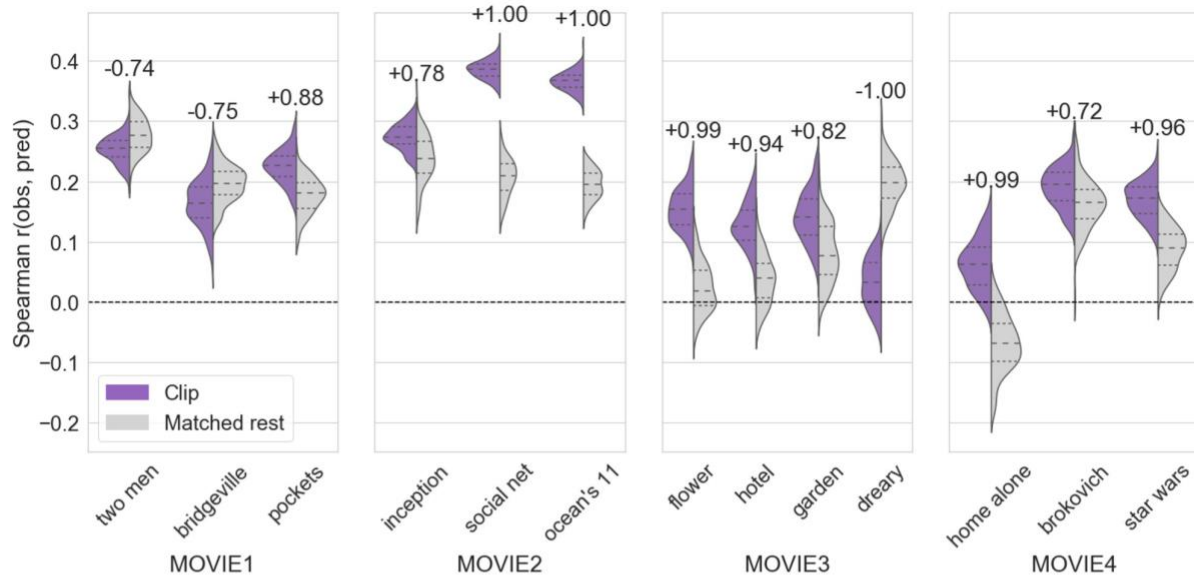 +1.00
+1.00
-0.74
+0.78
-1.00
-0.75
+0.88
+0.99
+0.94
+0.82
+0.72
+0.96
+0.99
Spearman r(obs, pred)
0.4
0.3
0.2
0.1
0.0
−0.1
−0.2
Clip
Matched rest
two men
bridgeville
pockets
inception
social net
ocean's 11
flower
hotel
garden
dreary
home alone
brokovich
star wars
MOVIE1
MOVIE2
MOVIE3
MOVIE4